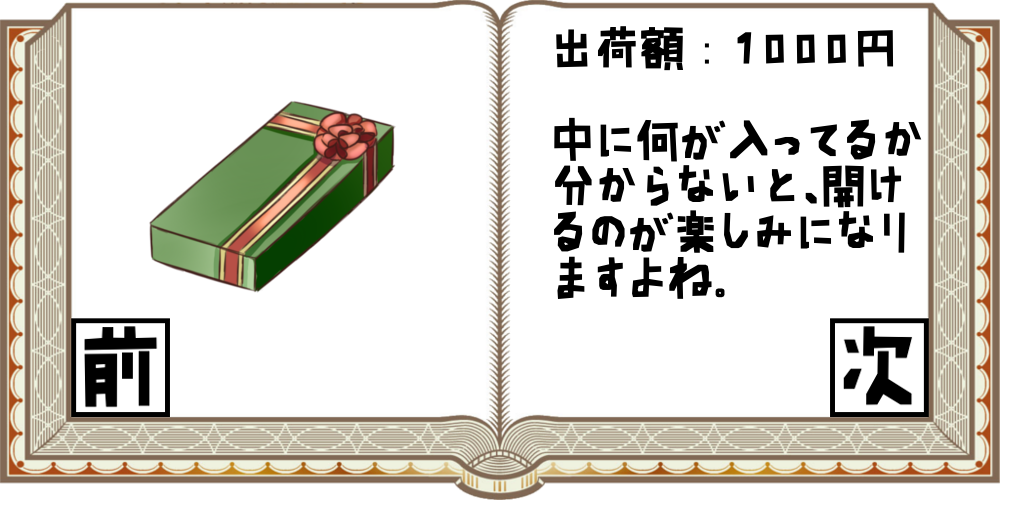 出荷額：1000円
中に何が入ってるか
分からないと、開け
るのが楽しみになり
ますよね。
前
次